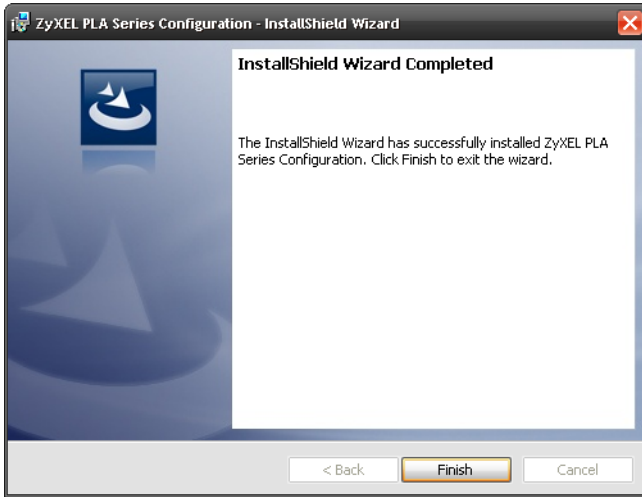 ZyXEL PLA Series Configuration - InstallShield Wizard
InstallShield Wizard Completed
The InstallShield Wizard has successfully installed ZyXEL PLA
Series Configuration. Click Finish to exit the wizard.
< Back
Finish
Cancel